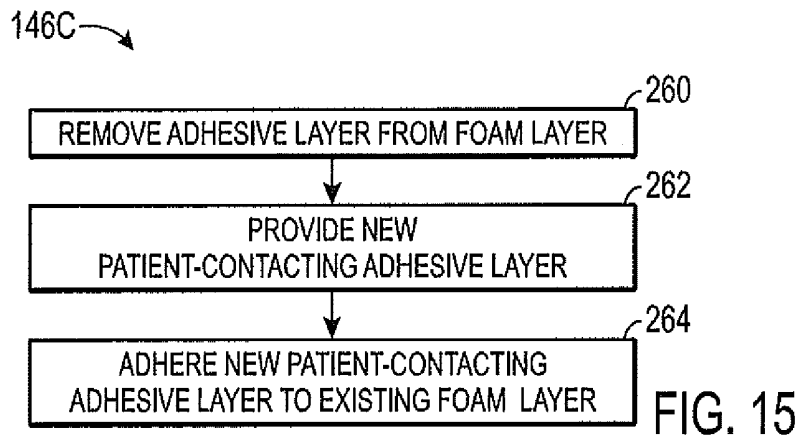 146C
260
REMOVE ADHESIVE LAYER FROM FOAM LAYER
262
PROVIDE NEW
PATIENT-CONTACTING ADHESIVE LAYER
264
ADHERE NEW PATIENT-CONTACTING
ADHESIVE LAYER TO EXISTING FOAM LAYER
FIG. 15